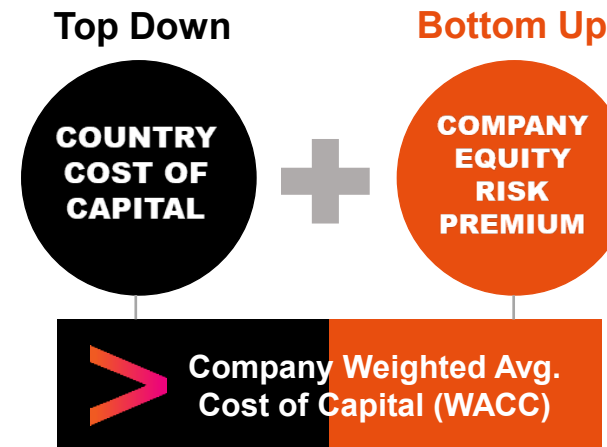 Top Down
Bottom Up
COUNTRY
COST OF
CAPITAL
COMPANY
EQUITY
RISK
PREMIUM
Company Weighted Avg.
Cost of Capital (WACC)